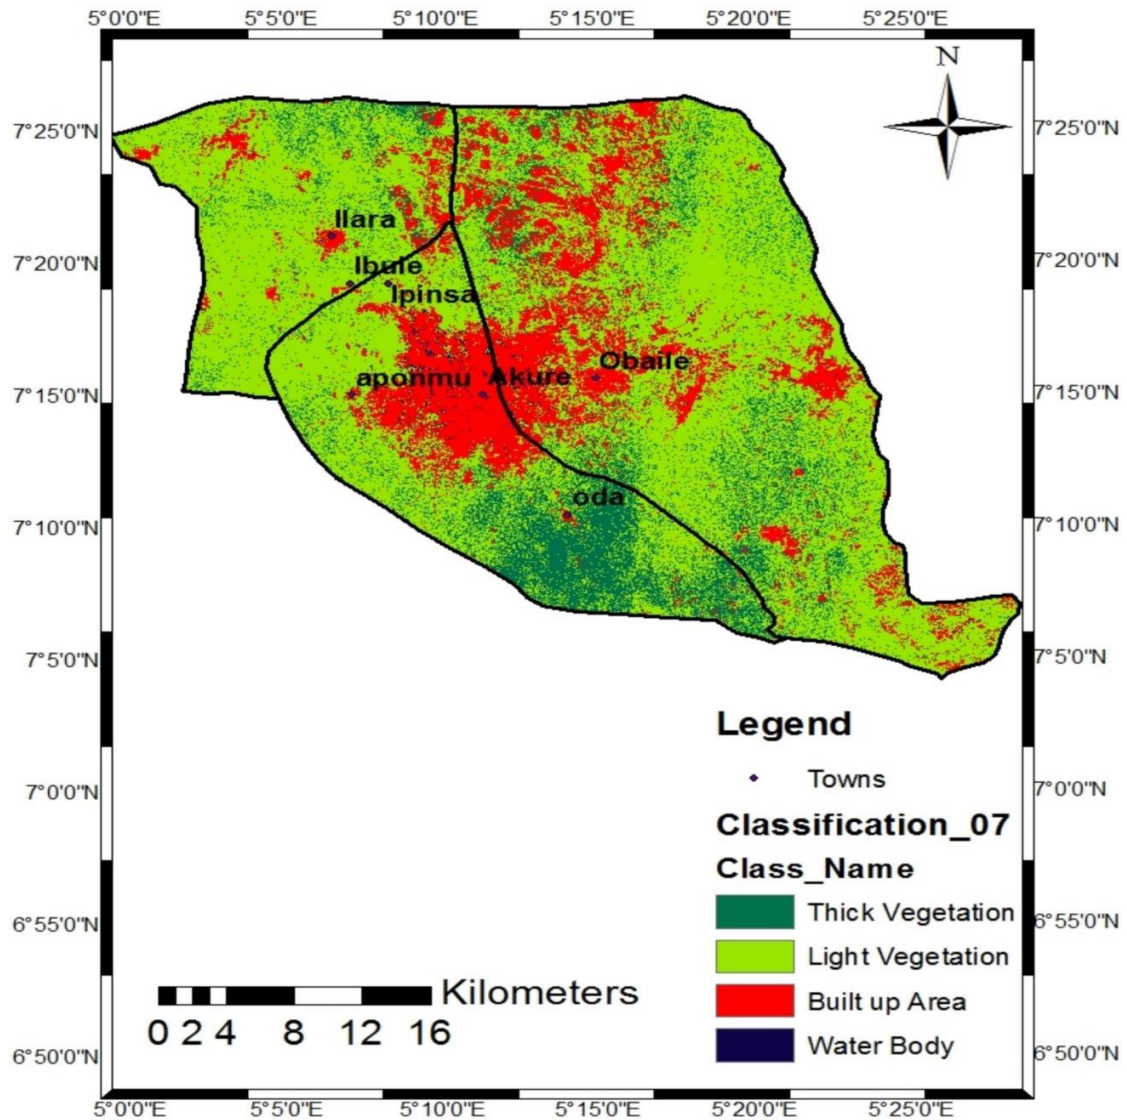 5°0'0"E 5°5'0"E 5°10'0"E 5°15'0"E 5°20'0"E 5°25'0"E
N
7°25'0"N 7°25'0"N
Ilara
7°20'0"N Ibule 7°20'0"N
Ipinsa
Obaile
aponmu Akure
7°15'0"N 7°15'0"N
oda
7°10'0"N 7°10'0"N
7°5'0"N 7°5'0"N
Legend
Towns
7°0'0"N 7°0'0"N
Classification_07
Class_Name
Thick Vegetation
6°55'0"N 6°55'0"N
Light Vegetation
Kilometers
Built up Area
0 2 4 8 12 16
Water Body
6°50'0"N 6°50'0"N
5°0'0"E 5°5'0"E 5°10'0"E 5°15'0"E 5°20'0"E 5°25'0"E